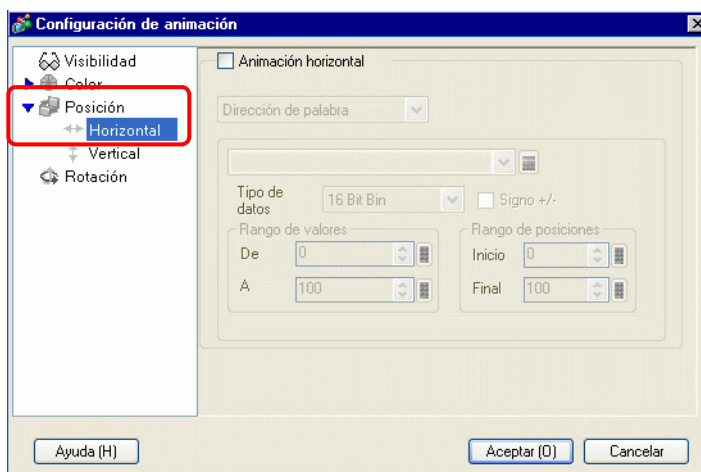 Configuración de animación
Visibilidad
Color
Posición
Horizontal
Vertical
Rotación
Animación horizontal
Dirección de palabra
Tipo de datos
16 Bit Bin
Signo +/-
Rango de valores
De 0
A 100
Rango de posiciones
Inicio 0
Final 100
Ayuda (H)
Aceptar (O)
Cancelar